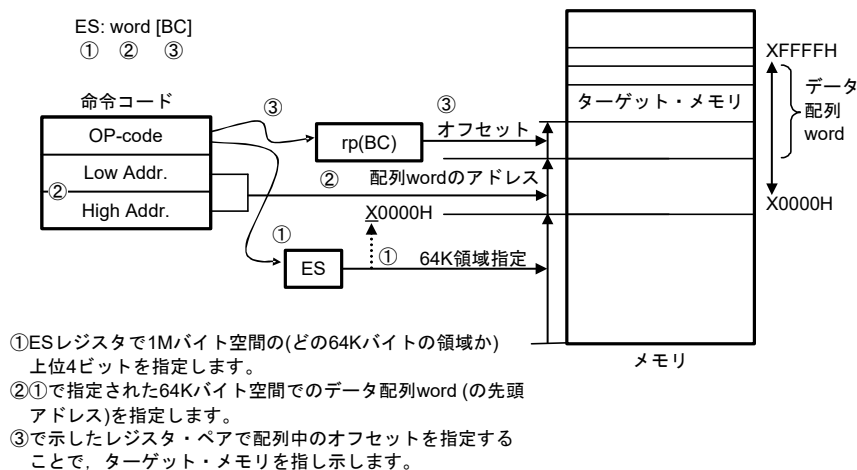 ES: word [BC]
① ② ③
命令コード
OP-code
Low Addr.
②
High Addr.
③
rp(BC)
③
オフセット
②
配列wordのアドレス
X0000H
①
ES
①
64K領域指定
ターゲット・メモリ
メモリ
XFFFFH
データ
配列
word
X0000H
①ESレジスタで1Mバイト空間の(どの64Kバイトの領域か)
上位4ビットを指定します。
②①で指定された64Kバイト空間でのデータ配列word (の先頭
アドレス)を指定します。
③で示したレジスタ・ペアで配列中のオフセットを指定する
ことで，ターゲット・メモリを指し示します。